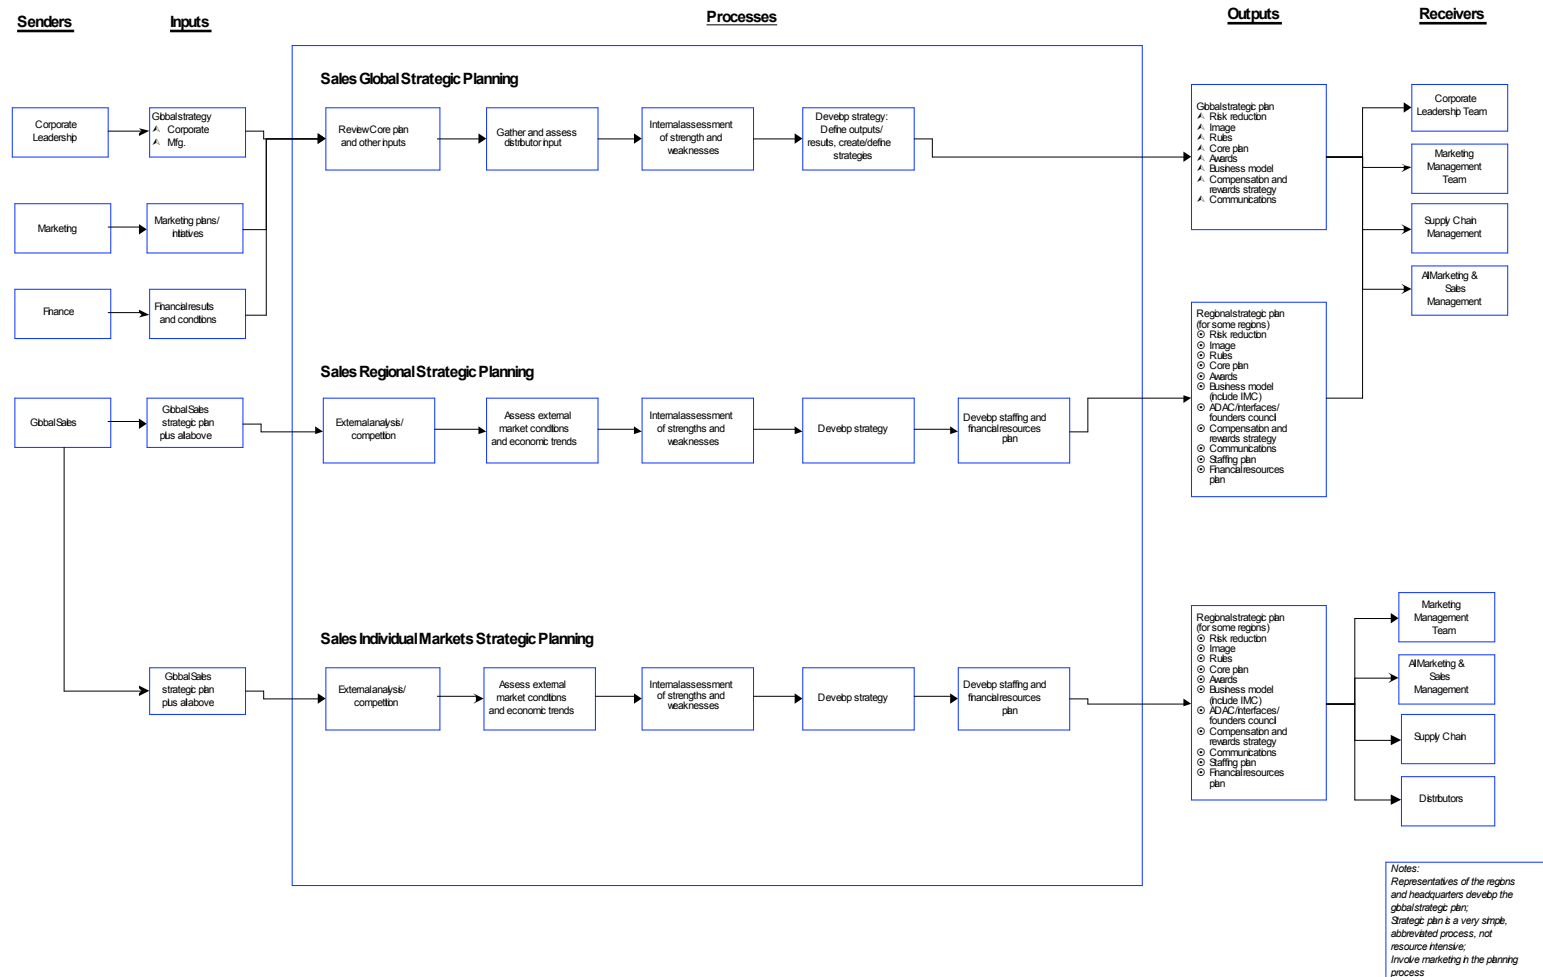 Senders
Inputs
Processes
Outputs
Receivers
Sales Global Strategic Planning
Corporate
Leadership
Global strategy
Corporate
Mfg.
Review Core plan
and other inputs
Gather and assess
distributor input
Internal assessment
of strength and
weaknesses
Develop strategy:
Define outputs/
results, create/define
strategies
Global strategic plan
Risk reduction
Image
Rules
Core plan
Awards
Business model
Compensation and
rewards strategy
Communications
Corporate
Leadership Team
Marketing
Management
Team
Supply Chain
Management
All Marketing &
Sales
Management
Marketing
Marketing plans/
initiatives
Finance
Financial results
and conditions
Sales Regional Strategic Planning
Global Sales
Global Sales
strategic plan
plus all above
External analysis/
competition
Assess external
market conditions
and economic trends
Internal assessment
of strengths and
weaknesses
Develop strategy
Develop staffing and
financial resources
plan
Regional strategic plan
(for some regions)
Risk reduction
Image
Rules
Core plan
Awards
Business model
(include IMC)
ADAC/interfaces/
founders council
Compensation and
rewards strategy
Communications
Staffing plan
Financial resources
plan
Sales Individual Markets Strategic Planning
Global Sales
strategic plan
plus all above
External analysis/
competition
Assess external
market conditions
and economic trends
Internal assessment
of strengths and
weaknesses
Develop strategy
Develop staffing and
financial resources
plan
Regional strategic plan
(for some regions)
Risk reduction
Image
Rules
Core plan
Awards
Business model
(include IMC)
ADAC/interfaces/
founders council
Compensation and
rewards strategy
Communications
Staffing plan
Financial resources
plan
Marketing
Management
Team
All Marketing &
Sales
Management
Supply Chain
Distributors
Notes:
Representatives of the regions
and headquarters develop the
global strategic plan;
Strategic plan is a very simple,
abbreviated process, not
resource intensive;
Involve marketing in the planning
process